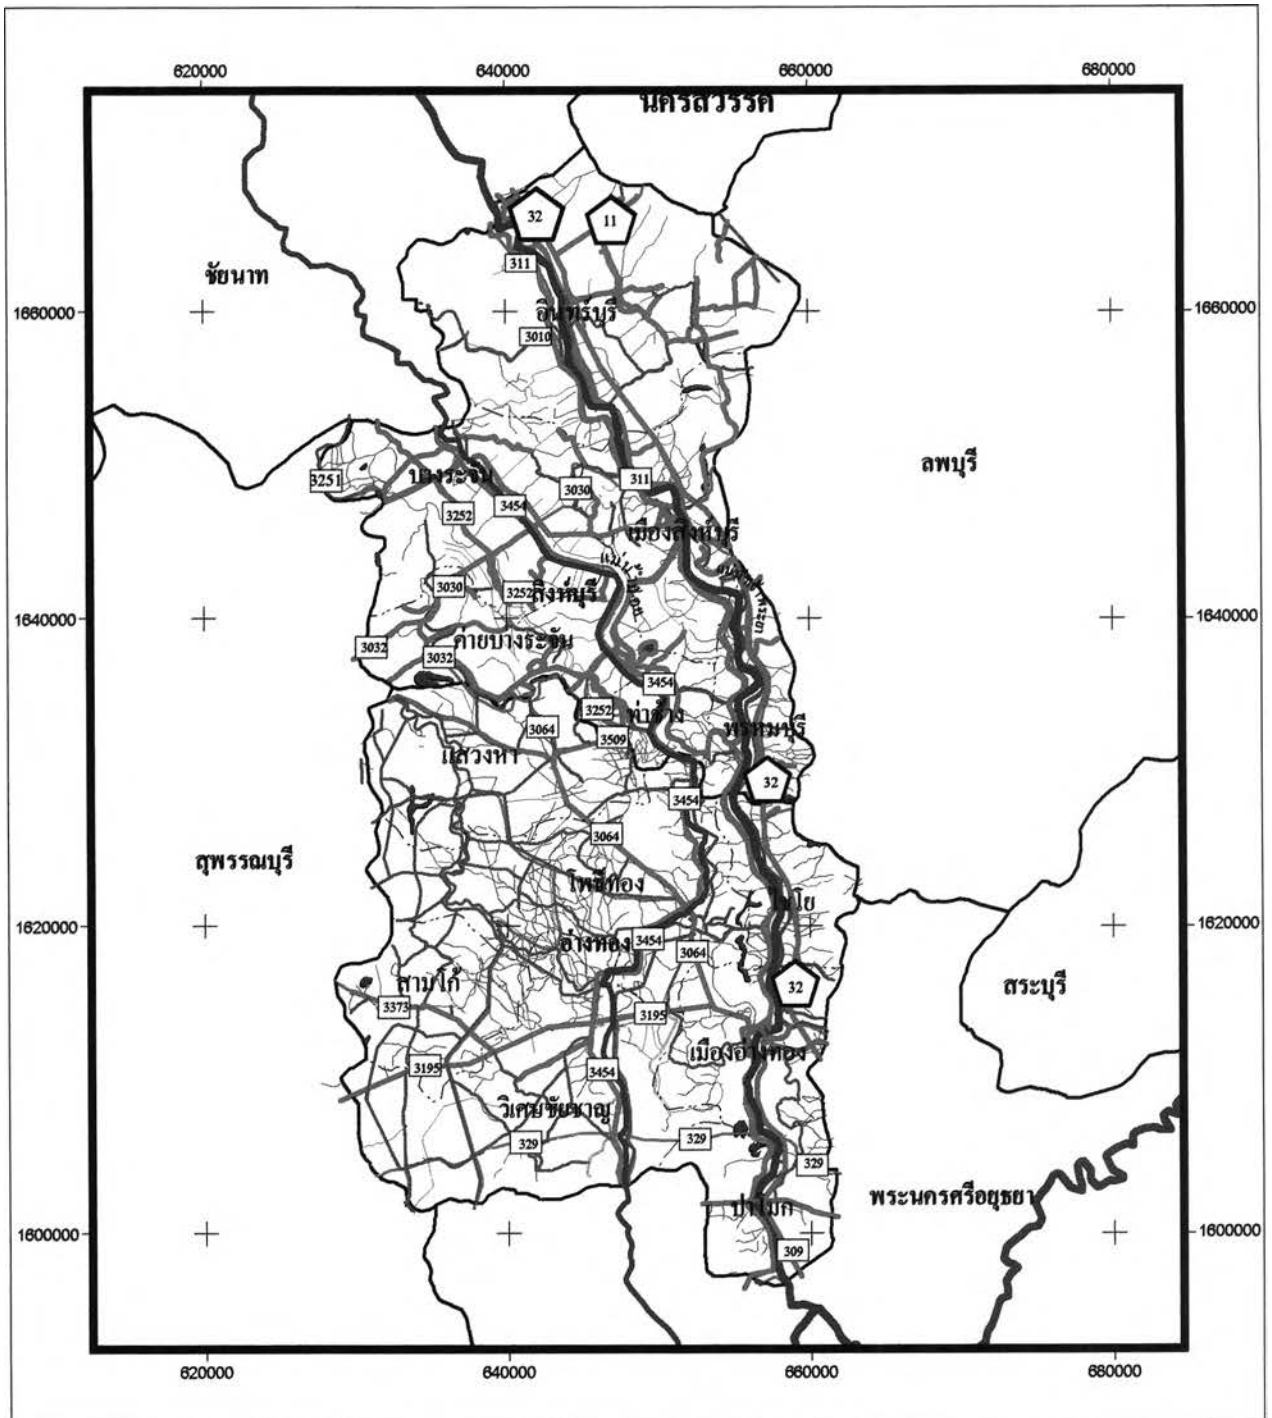 620000 640000 660000 680000
นครสวรรค์
32
11
311
ชัยนาท
1660000 1660000
อินทร์บุรี
3010
ลพบุรี
บางระจัน
3251
3030
311
3252
3454
เมืองสิงห์บุรี
3030
3252
สิงห์บุรี
1640000 1640000
ค่ายบางระจัน
3032
3032
3454
3252
ท่าช้าง
3064
3509
พรหมบุรี
แสวงหา
32
3454
3064
สุพรรณบุรี
โพธิ์ทอง
ไชโย
1620000 1620000
อ่างทอง
3454
3064
สามโก้
32
สระบุรี
3373
3195
เมืองอ่างทอง
3195
3454
วิเศษชัยชาญ
329
329
329
พระนครศรีอยุธยา
ป่าโมก
1600000 1600000
309
620000 640000 660000 680000